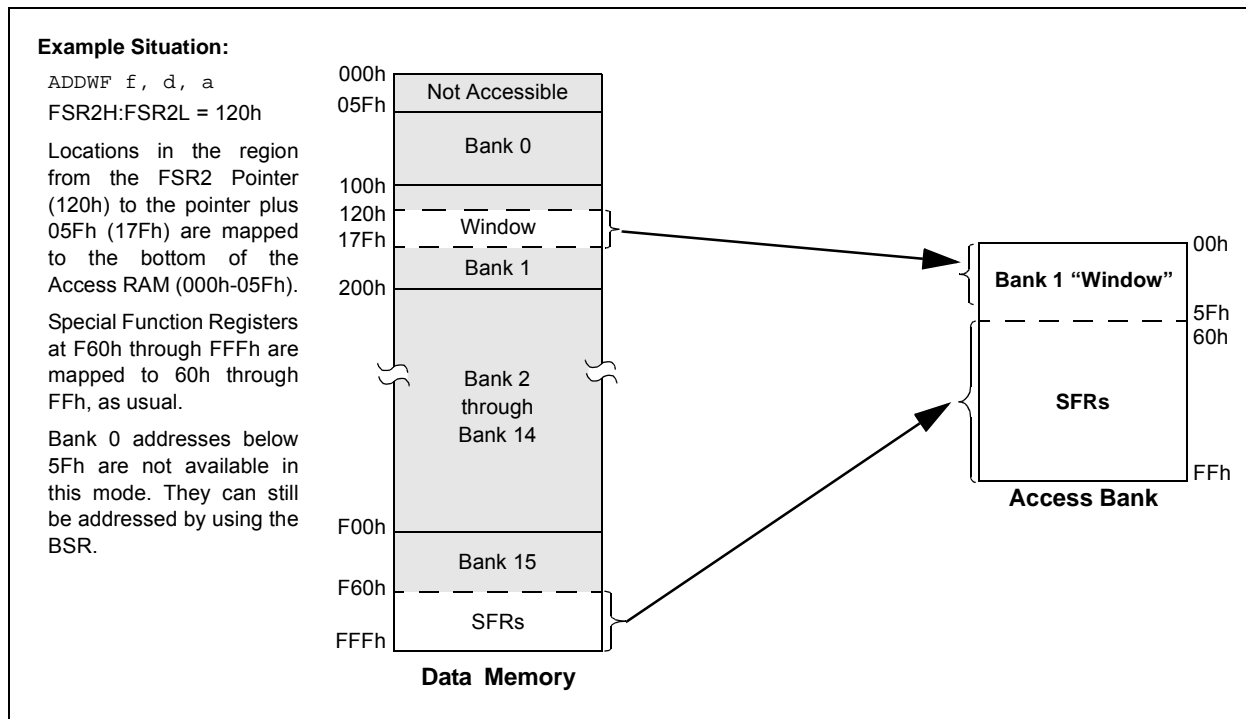 Example Situation:
ADDWF f, d, a
FSR2H:FSR2L = 120h
Locations in the region
from the FSR2 Pointer
(120h) to the pointer plus
05Fh (17Fh) are mapped
to the bottom of the
Access RAM (000h-05Fh).
Special Function Registers
at F60h through FFFh are
mapped to 60h through
FFh, as usual.
Bank 0 addresses below
5Fh are not available in
this mode. They can still
be addressed by using the
BSR.
000h
Not Accessible
05Fh
Bank 0
100h
120h
Window
17Fh
Bank 1
200h
Bank 2
through
Bank 14
F00h
Bank 15
F60h
SFRs
FFFh
Data Memory
00h
Bank 1 “Window”
5Fh
60h
SFRs
FFh
Access Bank